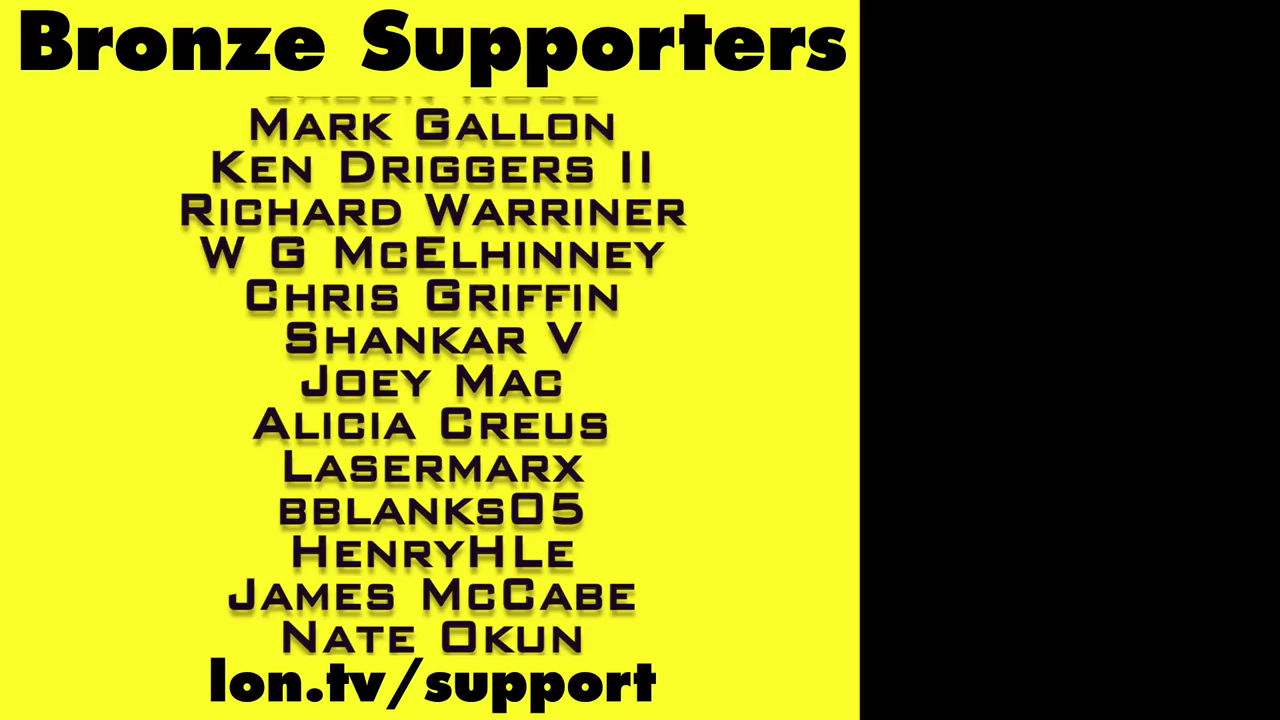 Bronze Supporters
Mark Gallon
Ken Driggers II
Richard Warriner
W G McElhinney
Chris Griffin
Shankar V
Joey Mac
Alicia Creus
Lasermarx
bblanks05
HenryHLe
James McCabe
Nate Okun
lon.tv/support